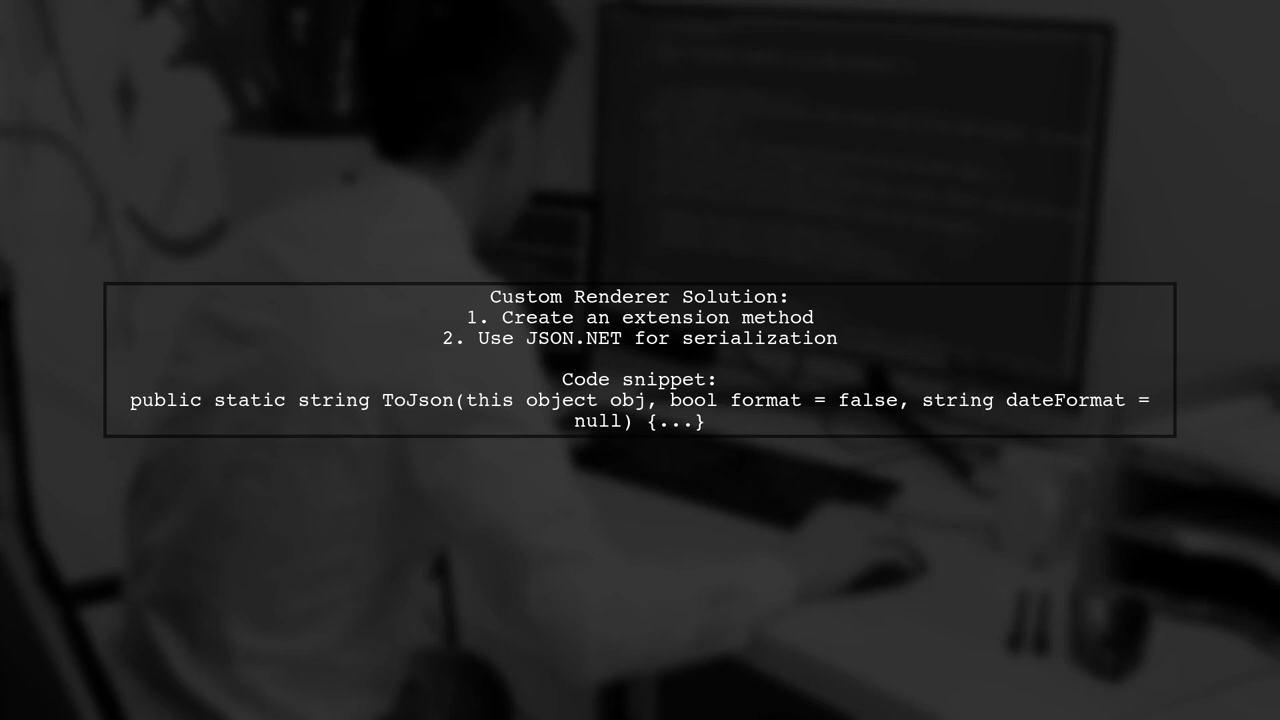 Custom Renderer Solution:
1. Create an extension method
2. Use JSON.NET for serialization
Code snippet:
public static string ToJson(this object obj, bool format = false, string dateFormat =
null) {...}